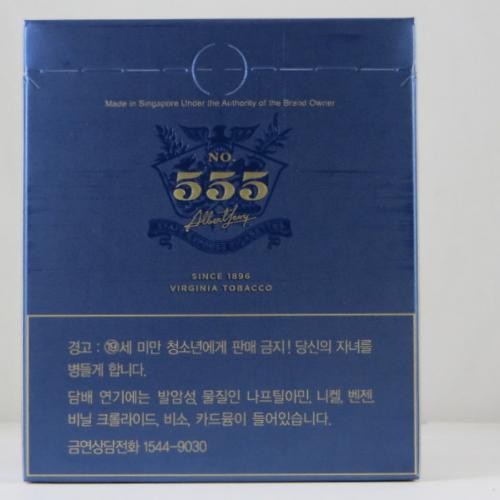 Made in Singapore Under the Authority of the Brand Owner
NO.
555
SINCE 1896
VIRGINIA TOBACCO
경고 : ⑲세 미만 청소년에게 판매 금지! 당신의 자녀를
병들게 합니다.
담배 연기에는 발암성 물질인 나프틸아민, 니켈, 벤젠,
비닐 크롤라이드, 비소, 카드뮴이 들어있습니다.
금연상담전화 1544-9030